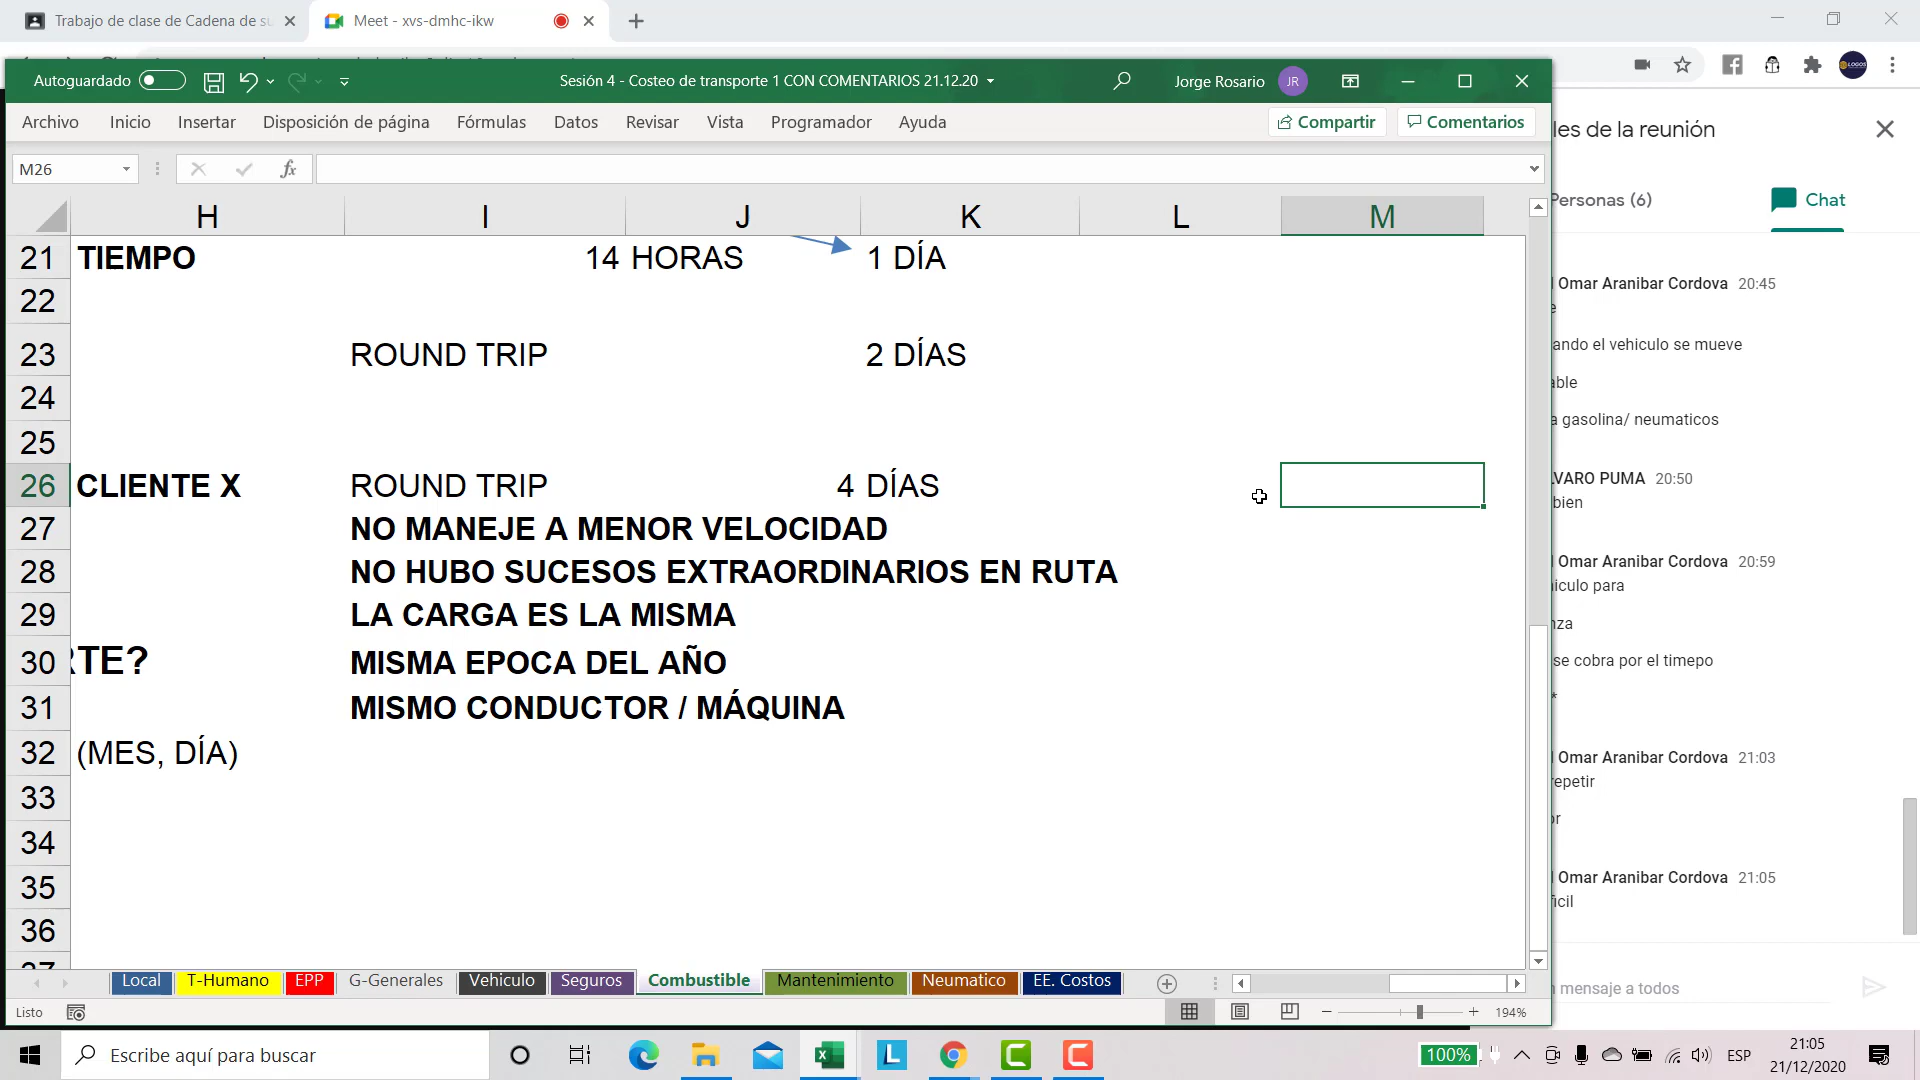 Trabajo de clase de Cadena de su
Meet - xvs-dmhc-ikw
Autoguardado
Sesión 4 - Costeo de transporte 1 CON COMENTARIOS 21.12.20
Jorge Rosario
JR
Archivo Inicio Insertar Disposición de página Fórmulas Datos Revisar Vista Programador Ayuda
Compartir
Comentarios
M26
fx
H I J K L M
21 TIEMPO 14 HORAS 1 DÍA
22
23 ROUND TRIP 2 DÍAS
24
25
26 CLIENTE X ROUND TRIP 4 DÍAS
27 NO MANEJE A MENOR VELOCIDAD
28 NO HUBO SUCESOS EXTRAORDINARIOS EN RUTA
29 LA CARGA ES LA MISMA
30 RTE? MISMA EPOCA DEL AÑO
31 MISMO CONDUCTOR / MÁQUINA
32 (MES, DÍA)
33
34
35
36
37
Local T-Humano EPP G-Generales Vehiculo Seguros Combustible Mantenimiento Neumatico EE. Costos
Listo
194%
les de la reunión
Personas (6)
Chat
Omar Aranibar Cordova 20:45
e
ando el vehiculo se mueve
able
a gasolina/ neumaticos
LVARO PUMA 20:50
bien
Omar Aranibar Cordova 20:59
niculo para
nza
se cobra por el timepo
*
Omar Aranibar Cordova 21:03
repetir
or
Omar Aranibar Cordova 21:05
ficil
mensaje a todos
Escribe aquí para buscar
100%
ESP
21:05
21/12/2020